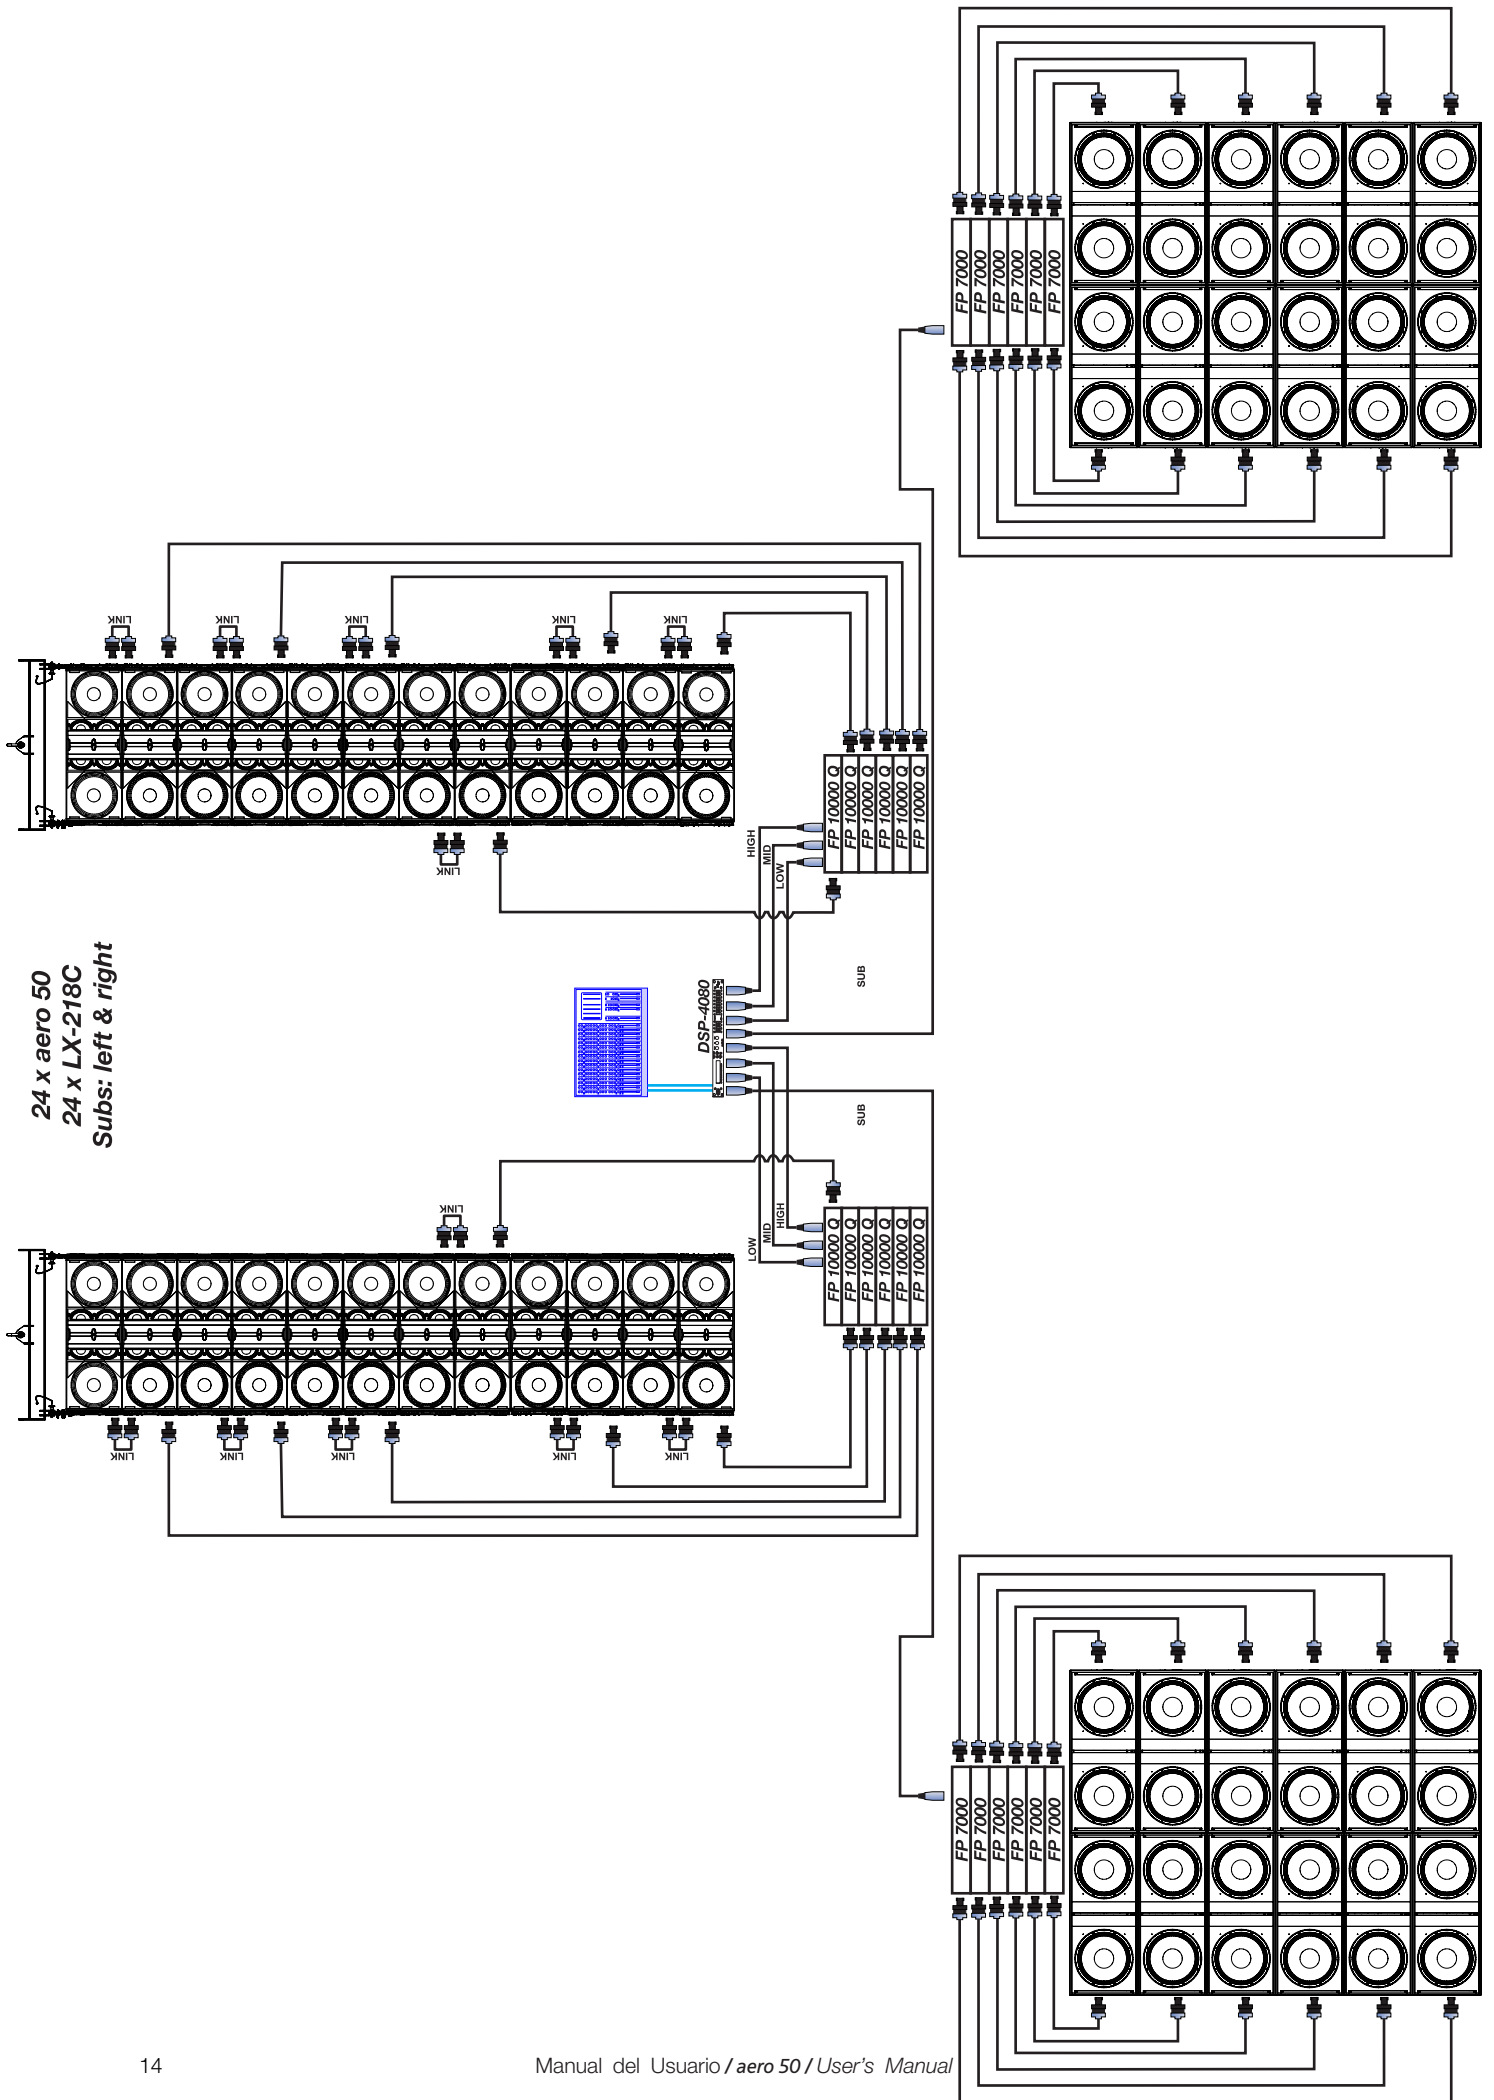 24 x aero 50
24 x LX-218C
Subs: left & right
FP 7000
FP 7000
FP 7000
FP 7000
FP 7000
FP 7000
LINK
LINK
LINK
LINK
LINK
LINK
FP 10000 Q
FP 10000 Q
FP 10000 Q
FP 10000 Q
FP 10000 Q
FP 10000 Q
HIGH
MID
LOW
SUB
DSP-4080
SUB
LINK
LOW
MID
HIGH
FP 10000 Q
FP 10000 Q
FP 10000 Q
FP 10000 Q
FP 10000 Q
FP 10000 Q
LINK
LINK
LINK
LINK
LINK
FP 7000
FP 7000
FP 7000
FP 7000
FP 7000
FP 7000
14
Manual del Usuario / aero 50 / User's Manual